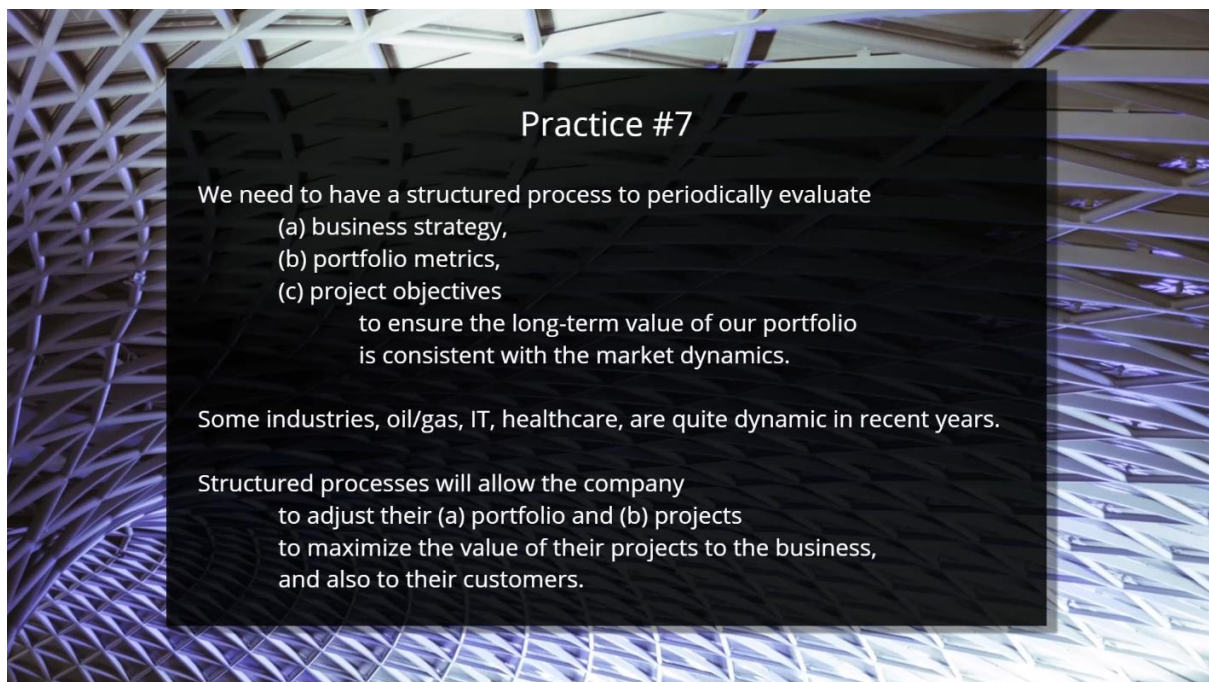 Practice #7
We need to have a structured process to periodically evaluate
(a) business strategy,
(b) portfolio metrics,
(c) project objectives
to ensure the long-term value of our portfolio
is consistent with the market dynamics.
Some industries, oil/gas, IT, healthcare, are quite dynamic in recent years.
Structured processes will allow the company
to adjust their (a) portfolio and (b) projects
to maximize the value of their projects to the business,
and also to their customers.